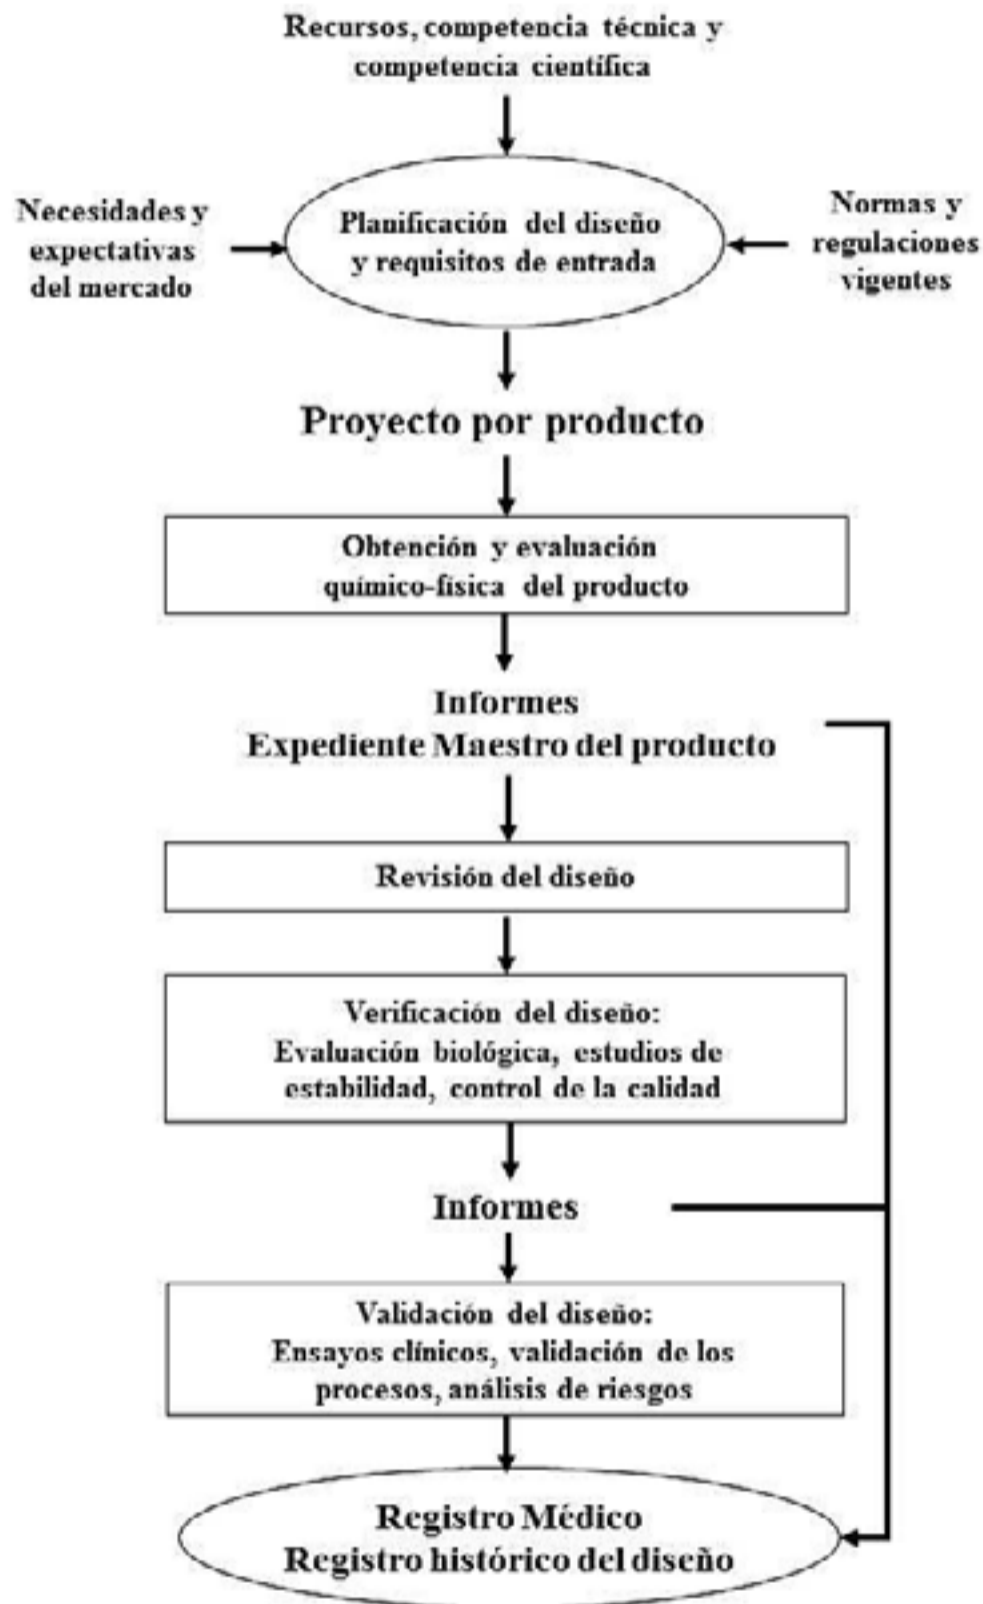 Recursos, competencia técnica y
competencia científica
Necesidades y
expectativas
del mercado
Planificación del diseño
y requisitos de entrada
Normas y
regulaciones
vigentes
Proyecto por producto
Obtención y evaluación
químico-física del producto
Informes
Expediente Maestro del producto
Revisión del diseño
Verificación del diseño:
Evaluación biológica, estudios de
estabilidad, control de la calidad
Informes
Validación del diseño:
Ensayos clínicos, validación de los
procesos, análisis de riesgos
Registro Médico
Registro histórico del diseño